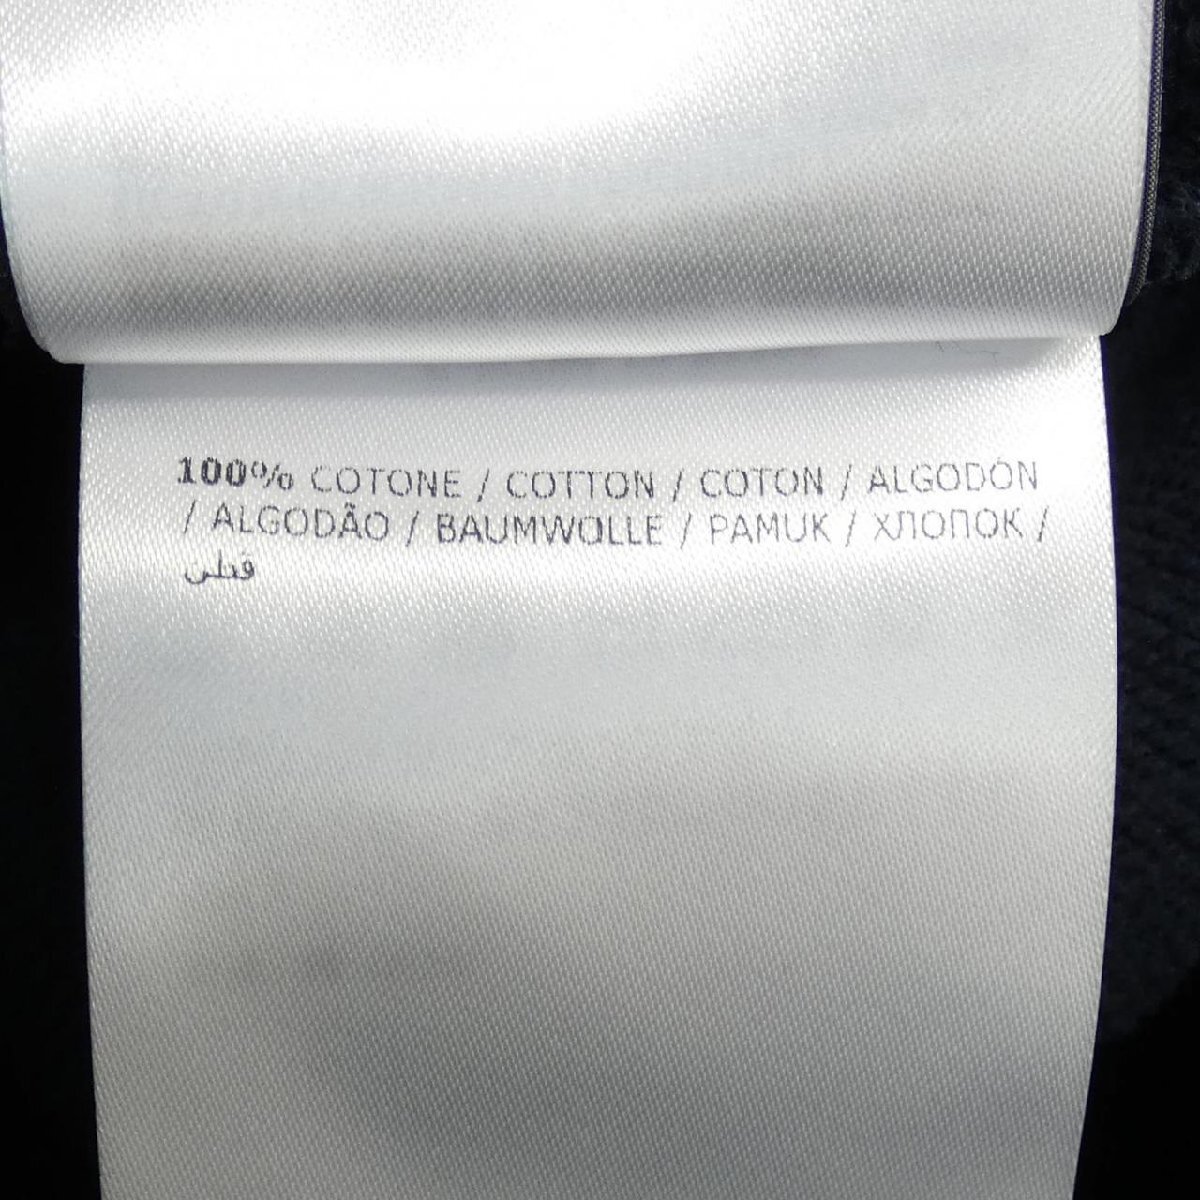 100% COTONE / COTTON / COTON / ALGODÓN
/ ALGODÃO / BAUMWOLLE / PAMUK / ХЛОПОК /
قطن